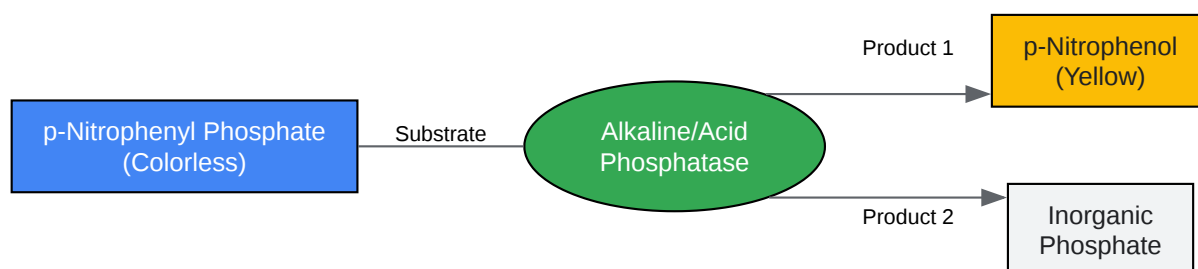 p-Nitrophenyl Phosphate
(Colorless)
Substrate
Alkaline/Acid
Phosphatase
Product 1
p-Nitrophenol
(Yellow)
Product 2
Inorganic
Phosphate